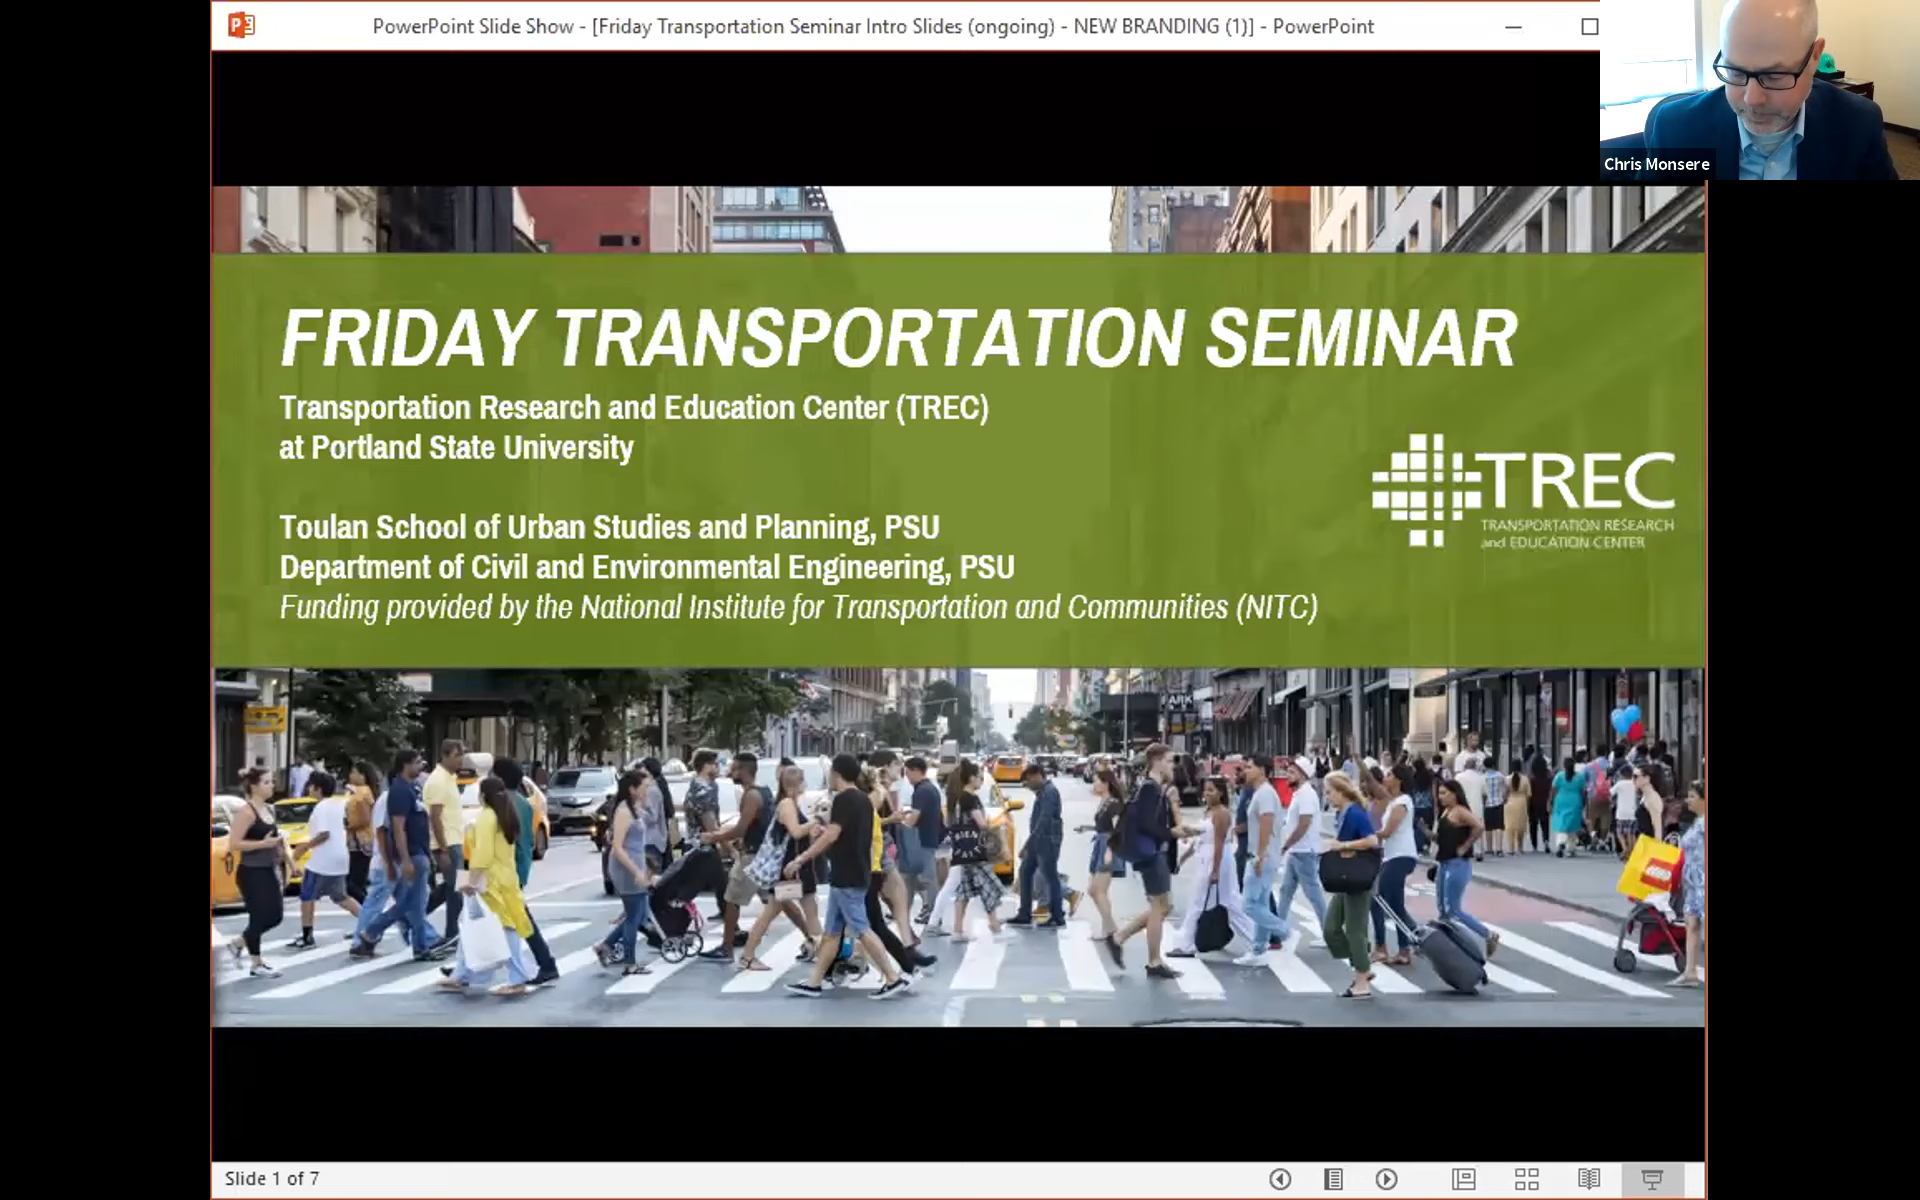 PowerPoint Slide Show - [Friday Transportation Seminar Intro Slides (ongoing) - NEW BRANDING (1)] - PowerPoint
Chris Monsere
FRIDAY TRANSPORTATION SEMINAR
Transportation Research and Education Center (TREC)
at Portland State University
TREC
TRANSPORTATION RESEARCH
and EDUCATION CENTER
Toulan School of Urban Studies and Planning, PSU
Department of Civil and Environmental Engineering, PSU
Funding provided by the National Institute for Transportation and Communities (NITC)
PARK
LEGO
Slide 1 of 7